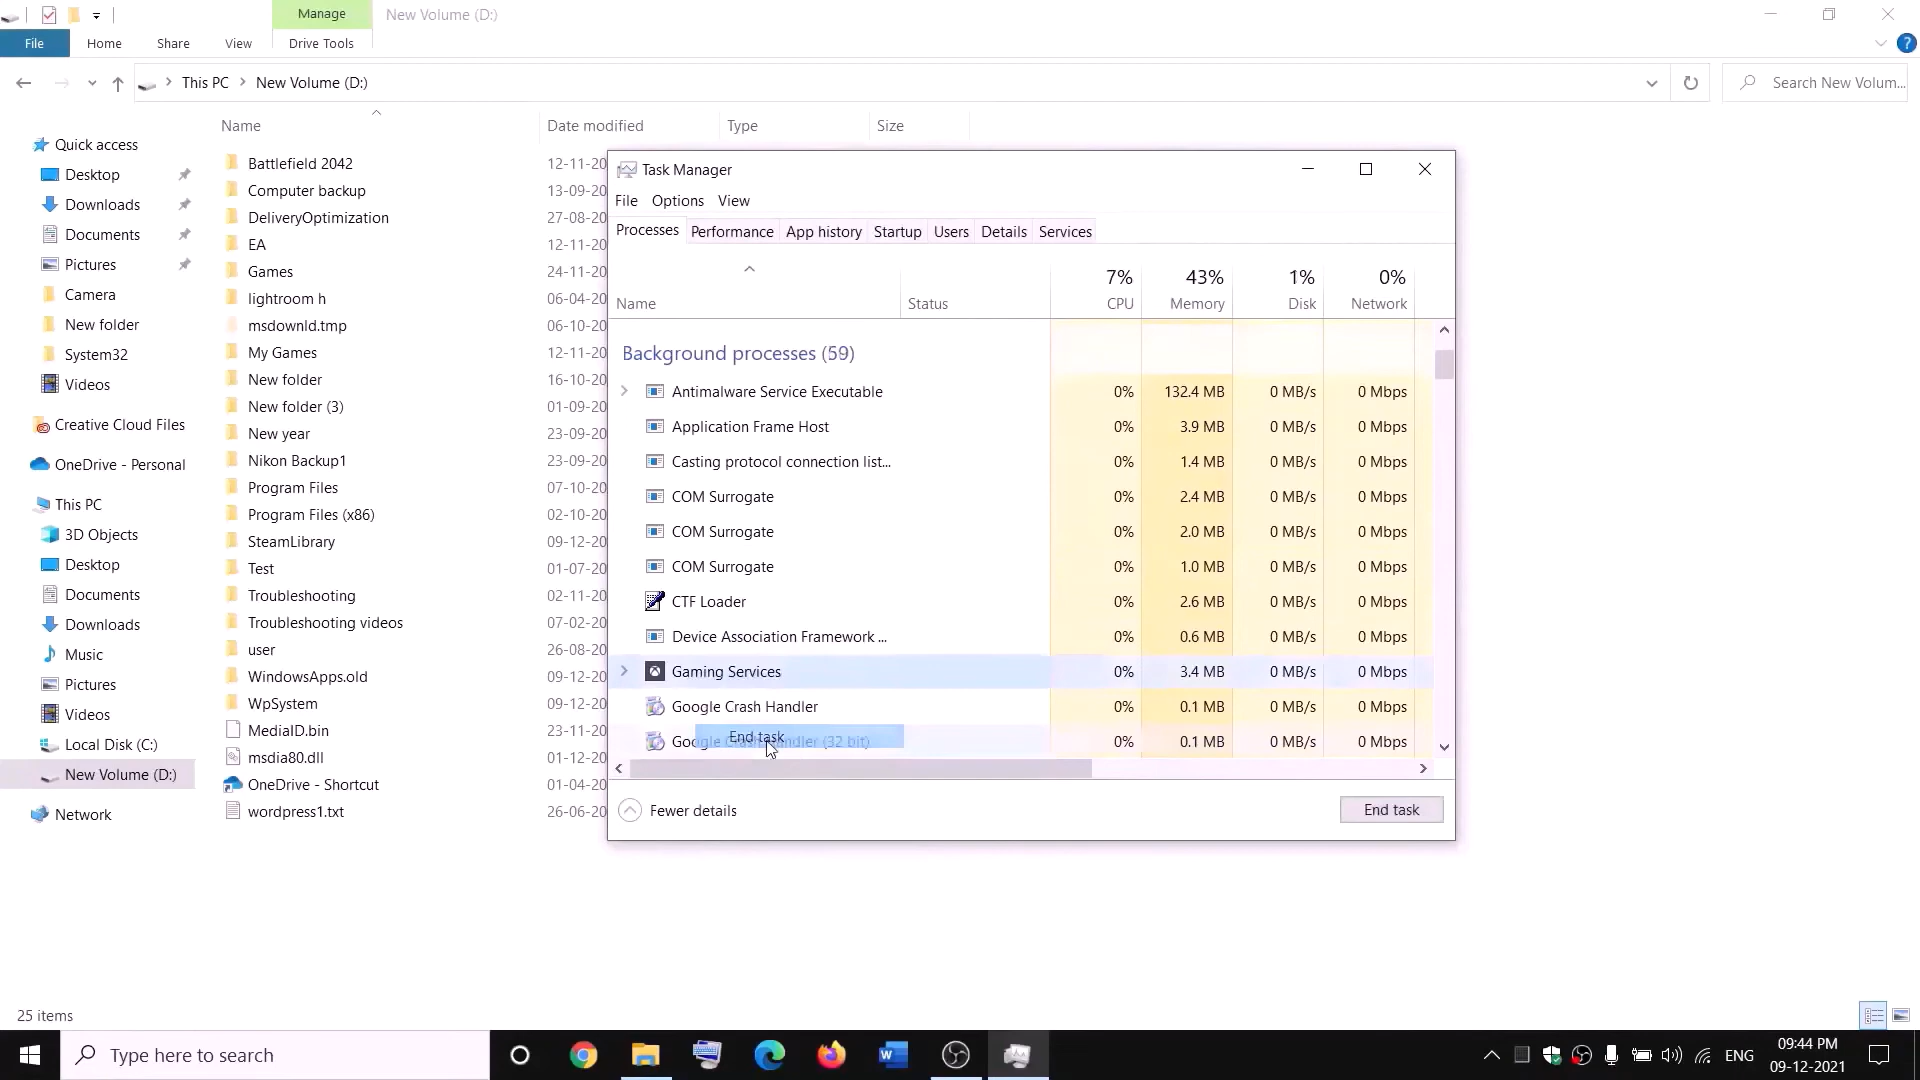 Manage
New Volume (D:)
File
Home
Share
View
Drive Tools
This PC
New Volume (D:)
Search New Volum...
Name
Date modified
Type
Size
Quick access
Desktop
Downloads
Documents
Pictures
Camera
New folder
System32
Videos
Creative Cloud Files
OneDrive - Personal
This PC
3D Objects
Desktop
Documents
Downloads
Music
Pictures
Videos
Local Disk (C:)
New Volume (D:)
Network
Battlefield 2042 12-11-20
Computer backup 13-09-20
DeliveryOptimization 27-08-20
EA 12-11-20
Games 24-11-20
lightroom h 06-04-20
msdownld.tmp 06-10-20
My Games 12-11-20
New folder 16-10-20
New folder (3) 01-09-20
New year 23-09-20
Nikon Backup1 23-09-20
Program Files 07-10-20
Program Files (x86) 02-10-20
SteamLibrary 09-12-20
Test 01-07-20
Troubleshooting 02-11-20
Troubleshooting videos 07-02-20
user 26-08-20
WindowsApps.old 09-12-20
WpSystem 09-12-20
MediaID.bin 23-11-20
msdia80.dll 01-12-20
OneDrive - Shortcut 01-04-20
wordpress1.txt 26-06-20
Task Manager
File Options View
Processes Performance App history Startup Users Details Services
7% 43% 1% 0%
Name Status CPU Memory Disk Network
Background processes (59)
Antimalware Service Executable 0% 132.4 MB 0 MB/s 0 Mbps
Application Frame Host 0% 3.9 MB 0 MB/s 0 Mbps
Casting protocol connection list... 0% 1.4 MB 0 MB/s 0 Mbps
COM Surrogate 0% 2.4 MB 0 MB/s 0 Mbps
COM Surrogate 0% 2.0 MB 0 MB/s 0 Mbps
COM Surrogate 0% 1.0 MB 0 MB/s 0 Mbps
CTF Loader 0% 2.6 MB 0 MB/s 0 Mbps
Device Association Framework ... 0% 0.6 MB 0 MB/s 0 Mbps
Gaming Services 0% 3.4 MB 0 MB/s 0 Mbps
Google Crash Handler 0% 0.1 MB 0 MB/s 0 Mbps
End task
Google Crash Handler (32 bit) 0% 0.1 MB 0 MB/s 0 Mbps
Fewer details
End task
25 items
Type here to search
ENG
09:44 PM
09-12-2021